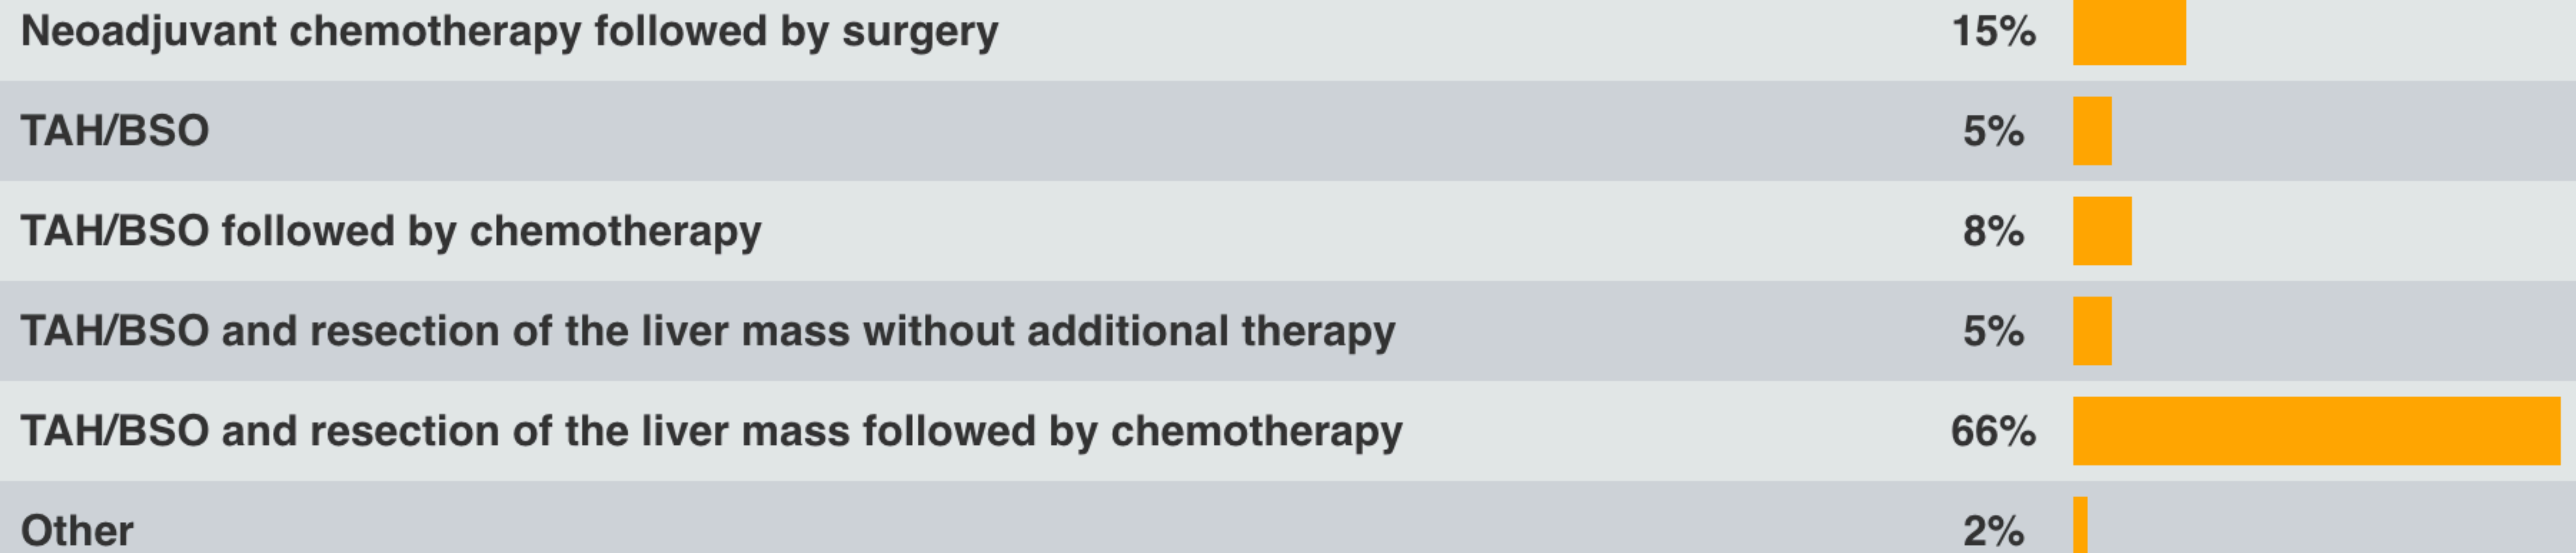 Neoadjuvant chemotherapy followed by surgery 15%
TAH/BSO 5%
TAH/BSO followed by chemotherapy 8%
TAH/BSO and resection of the liver mass without additional therapy 5%
TAH/BSO and resection of the liver mass followed by chemotherapy 66%
Other 2%